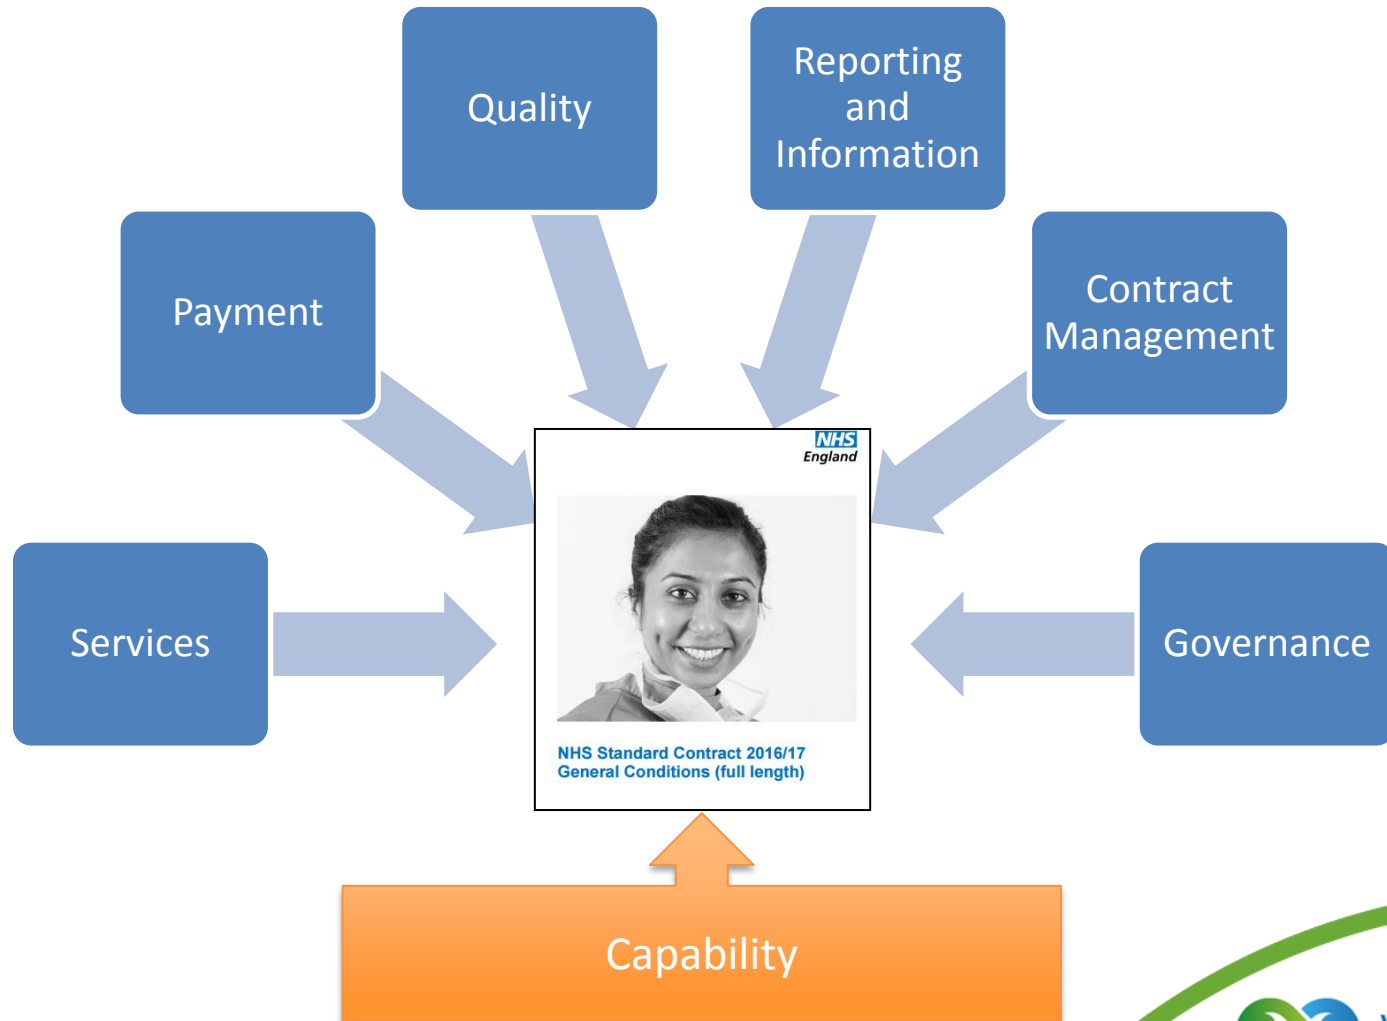 Quality
Reporting
and
Information
Payment
Contract
Management
NHS
England
Services
Governance
NHS Standard Contract 2016/17
General Conditions (full length)
Capability